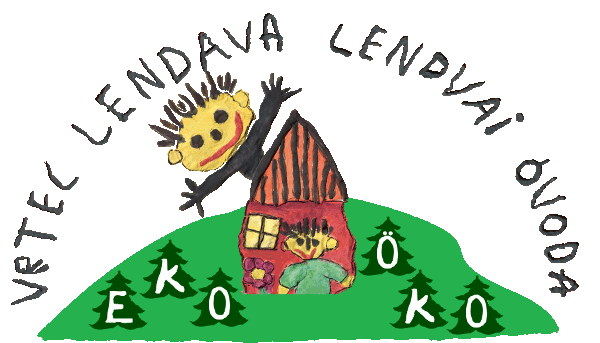 VRTEC LENDAVA LENDVAi ÓVODA
EKO ÖKO